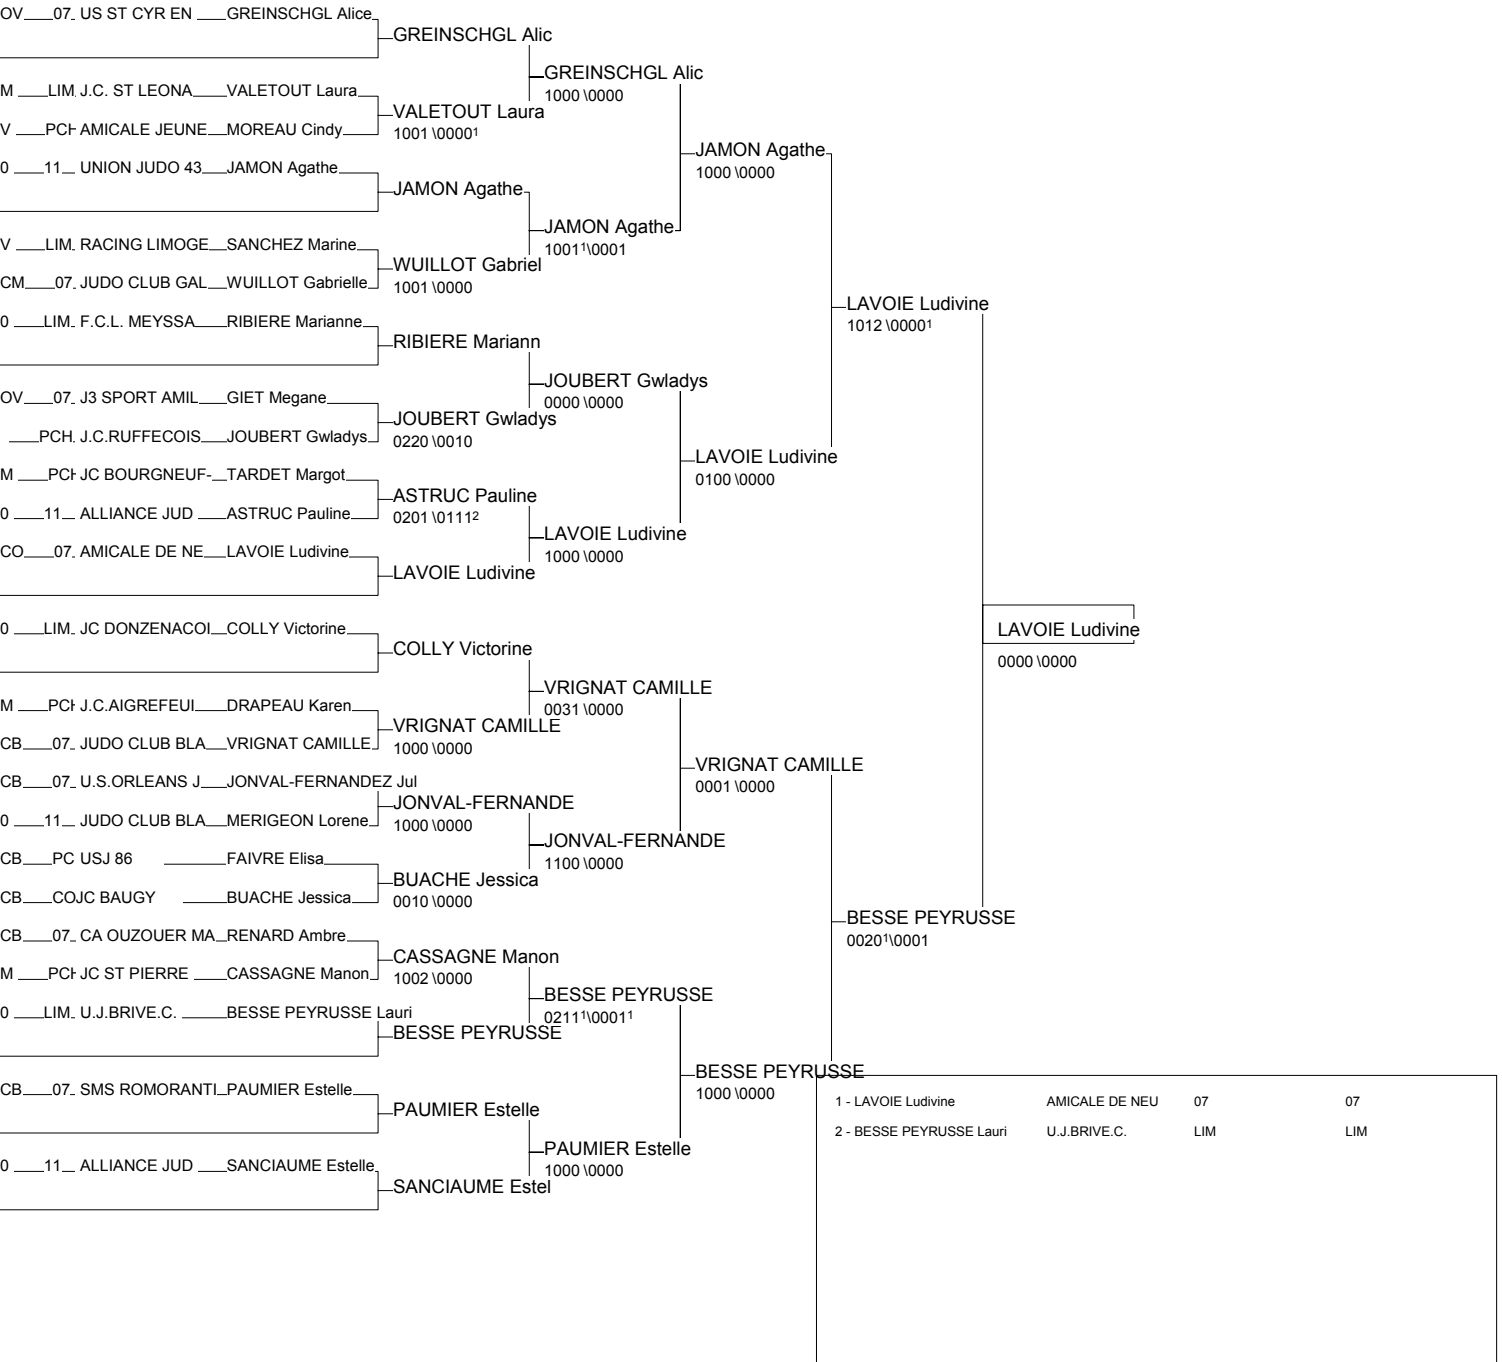 OV 07 US ST CYR EN GREINSCHGL Alice
GREINSCHGL Alic
GREINSCHGL Alic
1000 \0000
M LIM J.C. ST LEONA VALETOUT Laura
VALETOUT Laura
1001 \0000¹
V PCH AMICALE JEUNE MOREAU Cindy
JAMON Agathe
1000 \0000
0 11 UNION JUDO 43 JAMON Agathe
JAMON Agathe
JAMON Agathe
1001¹\0001
V LIM RACING LIMOGE SANCHEZ Marine
WUILLOT Gabriel
1001 \0000
CM 07 JUDO CLUB GAL WUILLOT Gabrielle
LAVOIE Ludivine
1012 \0000¹
0 LIM F.C.L. MEYSSA RIBIERE Marianne
RIBIERE Mariann
JOUBERT Gwladys
0000 \0000
OV 07 J3 SPORT AMIL GIET Megane
JOUBERT Gwladys
0220 \0010
PCH J.C.RUFFECOIS JOUBERT Gwladys
LAVOIE Ludivine
0100 \0000
M PCH JC BOURGNEUF- TARDET Margot
ASTRUC Pauline
0201 \0111²
0 11 ALLIANCE JUD ASTRUC Pauline
LAVOIE Ludivine
1000 \0000
CO 07 AMICALE DE NE LAVOIE Ludivine
LAVOIE Ludivine
0 LIM JC DONZENACOI COLLY Victorine
LAVOIE Ludivine
0000 \0000
COLLY Victorine
VRIGNAT CAMILLE
0031 \0000
M PCH J.C.AIGREFEUI DRAPEAU Karen
VRIGNAT CAMILLE
1000 \0000
CB 07 JUDO CLUB BLA VRIGNAT CAMILLE
VRIGNAT CAMILLE
0001 \0000
CB 07 U.S.ORLEANS J JONVAL-FERNANDEZ Jul
JONVAL-FERNANDE
1000 \0000
0 11 JUDO CLUB BLA MERIGEON Lorene
JONVAL-FERNANDE
1100 \0000
CB PC USJ 86 FAIVRE Elisa
BUACHE Jessica
0010 \0000
CB COJC BAUGY BUACHE Jessica
BESSE PEYRUSSE
0020¹\0001
CB 07 CA OUZOUER MA RENARD Ambre
CASSAGNE Manon
1002 \0000
M PCH JC ST PIERRE CASSAGNE Manon
BESSE PEYRUSSE
0211¹\0001¹
0 LIM U.J.BRIVE.C. BESSE PEYRUSSE Lauri
BESSE PEYRUSSE
BESSE PEYRUSSE
1000 \0000
CB 07 SMS ROMORANTI PAUMIER Estelle
PAUMIER Estelle
PAUMIER Estelle
1000 \0000
0 11 ALLIANCE JUD SANCIAUME Estelle
SANCIAUME Estel
1 - LAVOIE Ludivine AMICALE DE NEU 07 07
2 - BESSE PEYRUSSE Lauri U.J.BRIVE.C. LIM LIM